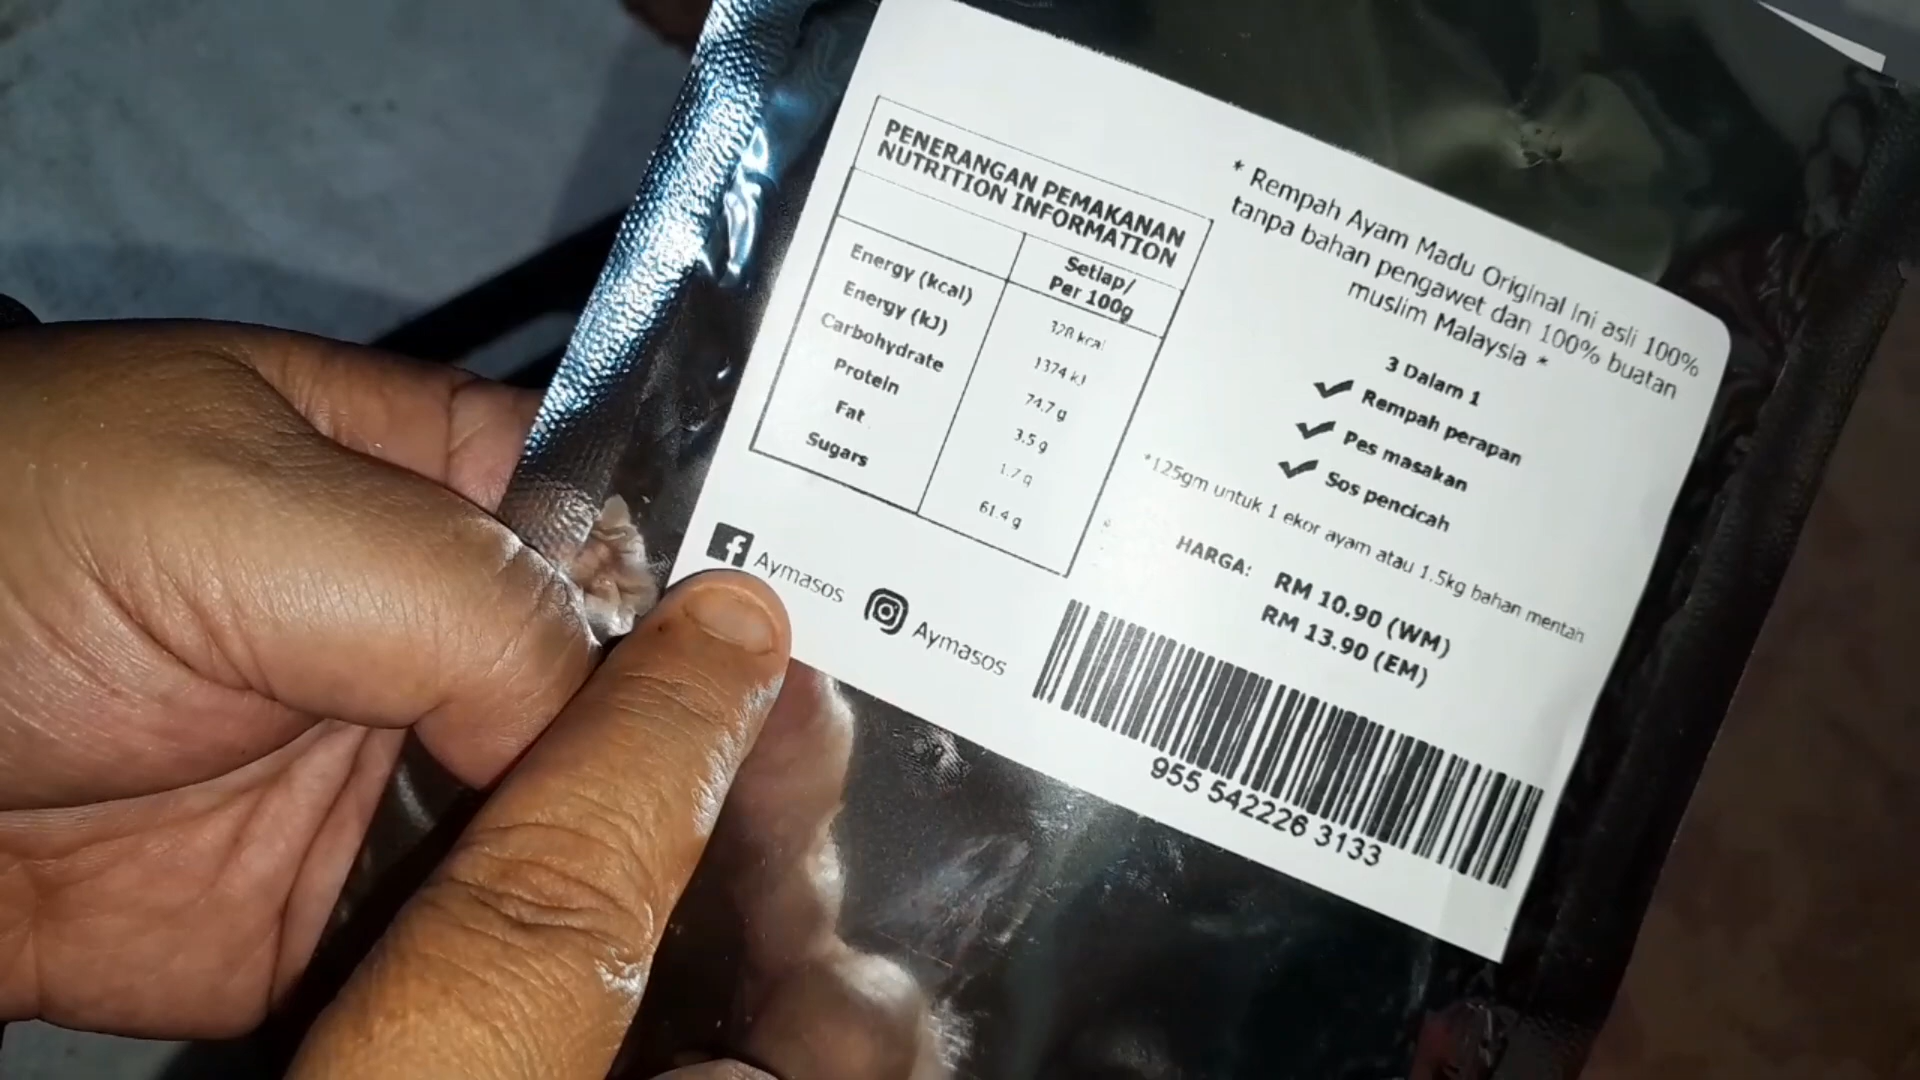 PENERANGAN PEMAKANAN
NUTRITION INFORMATION
Setiap/
Per 100g
Energy (kcal) 328 kcal
Energy (kJ) 1374 kJ
Carbohydrate 74.7 g
Protein 3.5 g
Fat 1.7 g
Sugars 61.4 g
Aymasos
Aymasos
* Rempah Ayam Madu Original ini asli 100%
tanpa bahan pengawet dan 100% buatan
muslim Malaysia *
3 Dalam 1
Rempah perapan
Pes masakan
Sos pencicah
*125gm untuk 1 ekor ayam atau 1.5kg bahan mentah
HARGA: RM 10.90 (WM)
RM 13.90 (EM)
955 542226 3133